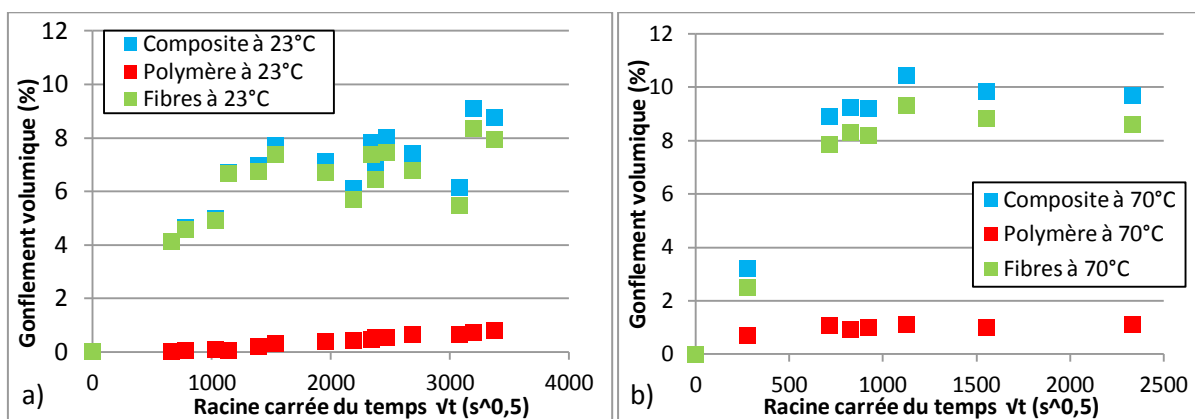 Gonflement volumique (%)
12
10
8
6
4
2
0
Composite à 23°C
Polymère à 23°C
Fibres à 23°C
0 1000 2000 3000 4000
a)
Racine carrée du temps √t (s^0,5)
Gonflement volumique (%)
12
10
8
6
4
2
0
Composite à 70°C
Polymère à 70°C
Fibres à 70°C
0 500 1000 1500 2000 2500
b)
Racine carrée du temps √t (s^0,5)